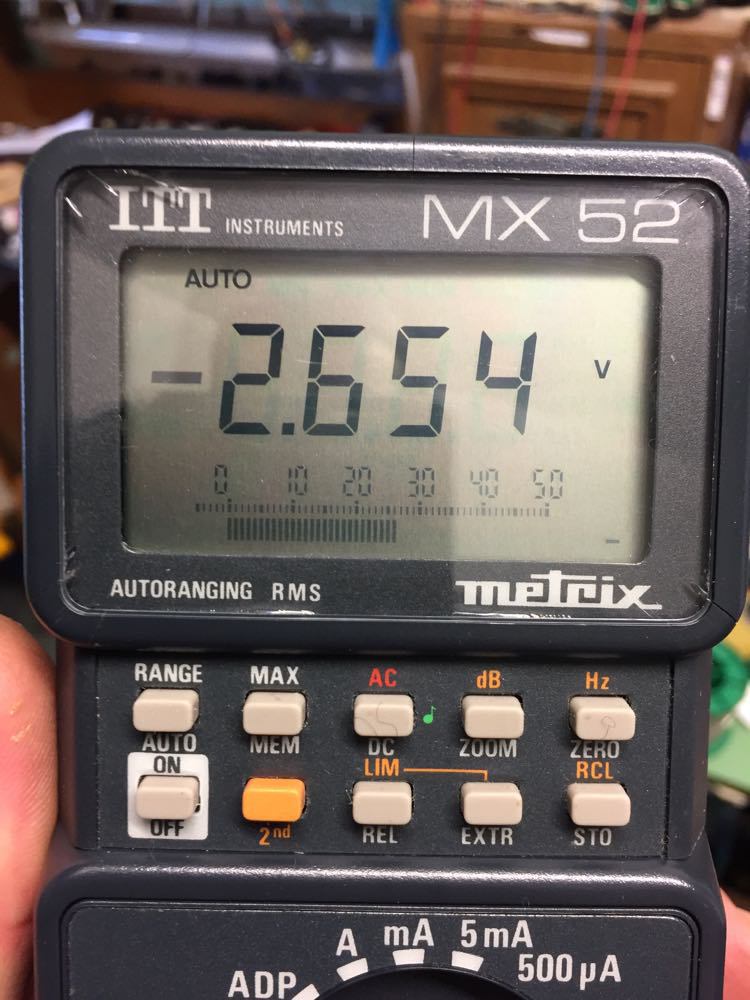 ITT INSTRUMENTS MX 52
AUTO
-2.654 V
0 10 20 30 40 50
AUTORANGING RMS metrix
RANGE MAX AC dB Hz
AUTO MEM DC ZOOM ZERO
ON LIM RCL
OFF 2nd REL EXTR STO
ADP A mA 5mA 500µA